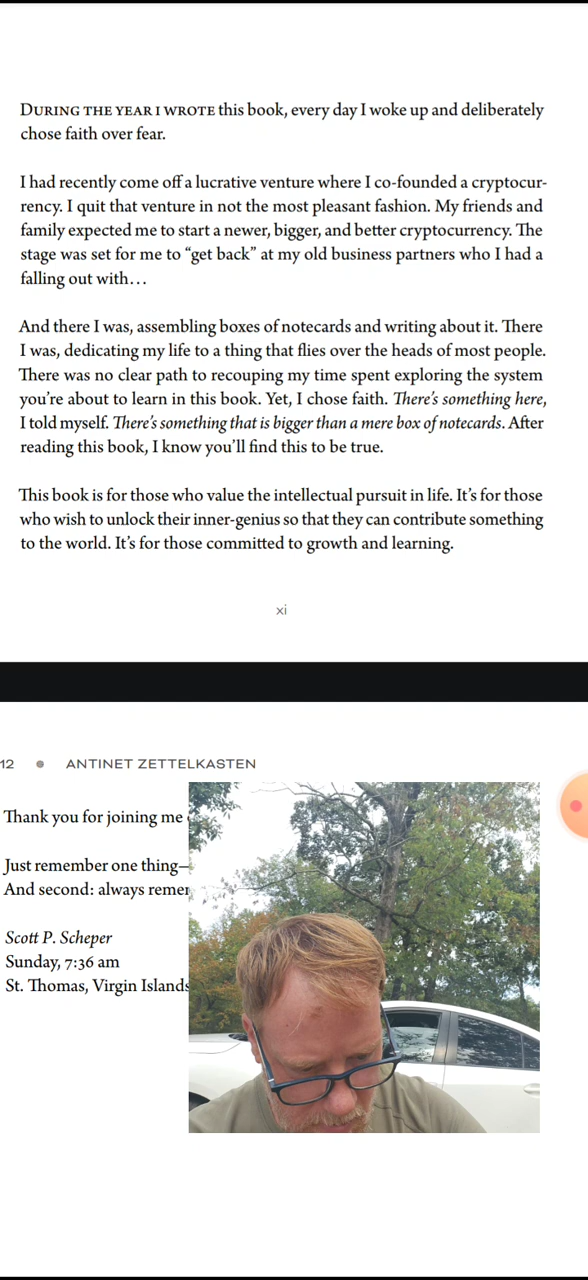 DURING THE YEAR I WROTE this book, every day I woke up and deliberately
chose faith over fear.
I had recently come off a lucrative venture where I co-founded a cryptocur-
rency. I quit that venture in not the most pleasant fashion. My friends and
family expected me to start a newer, bigger, and better cryptocurrency. The
stage was set for me to “get back” at my old business partners who I had a
falling out with…
And there I was, assembling boxes of notecards and writing about it. There
I was, dedicating my life to a thing that flies over the heads of most people.
There was no clear path to recouping my time spent exploring the system
you’re about to learn in this book. Yet, I chose faith. There’s something here,
I told myself. There’s something that is bigger than a mere box of notecards. After
reading this book, I know you’ll find this to be true.
This book is for those who value the intellectual pursuit in life. It’s for those
who wish to unlock their inner-genius so that they can contribute something
to the world. It’s for those committed to growth and learning.
xi
12 • ANTINET ZETTELKASTEN
Thank you for joining me
Just remember one thing—
And second: always
Scott P. Scheper
Sunday, 7:36 am
St. Thomas, Virgin Islands